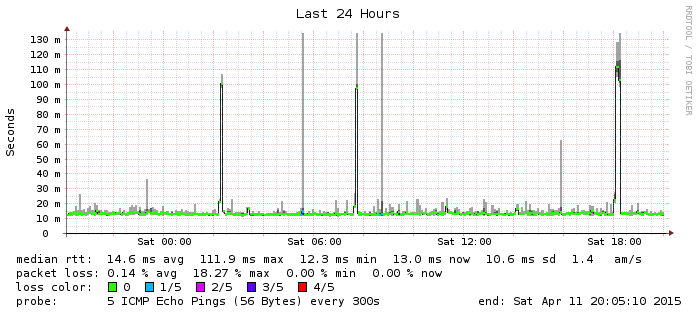 Last 24 Hours
RRDTOOL / TOBI OETIKER
Seconds
130 m
120 m
110 m
100 m
90 m
80 m
70 m
60 m
50 m
40 m
30 m
20 m
10 m
0
Sat 00:00 Sat 06:00 Sat 12:00 Sat 18:00
median rtt: 14.6 ms avg 111.9 ms max 12.3 ms min 13.0 ms now 10.6 ms sd 1.4 am/s
packet loss: 0.14 % avg 18.27 % max 0.00 % min 0.00 % now
loss color: 0 1/5 2/5 3/5 4/5
probe: 5 ICMP Echo Pings (56 Bytes) every 300s end: Sat Apr 11 20:05:10 2015